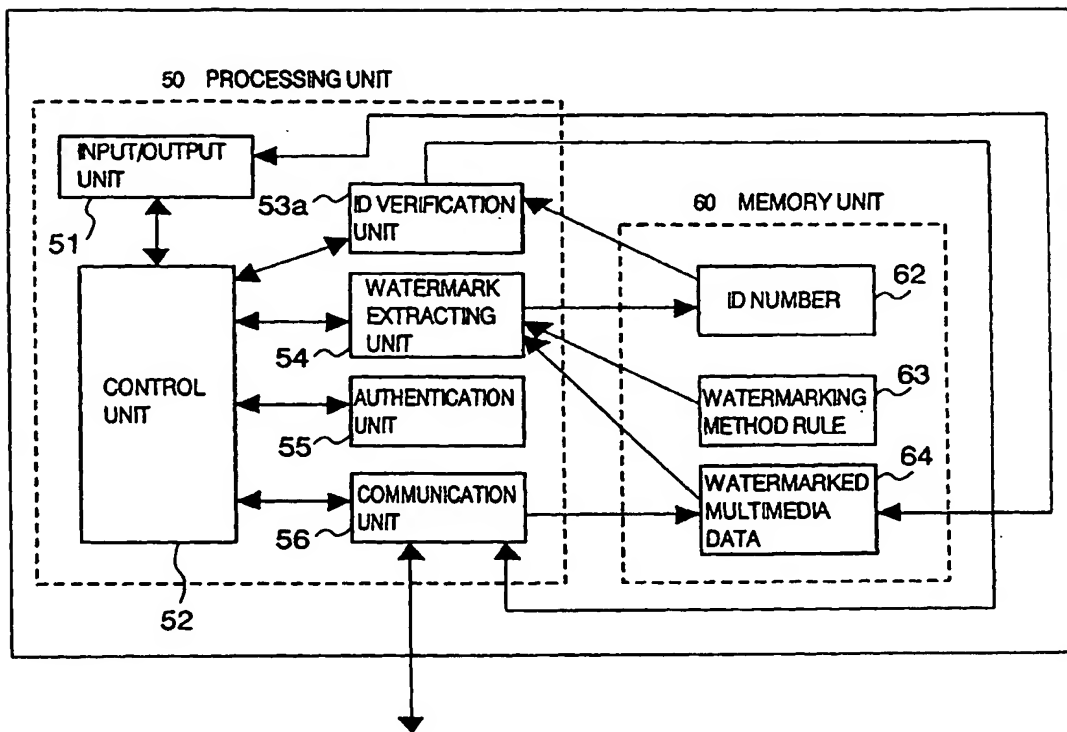 50 PROCESSING UNIT
INPUT/OUTPUT
UNIT
51
53a
ID VERIFICATION
UNIT
60 MEMORY UNIT
CONTROL
UNIT
52
WATERMARK
EXTRACTING
UNIT
54
ID NUMBER
62
AUTHENTICATION
UNIT
55
WATERMARKING
METHOD RULE
63
COMMUNICATION
UNIT
56
WATERMARKED
MULTIMEDIA
DATA
64